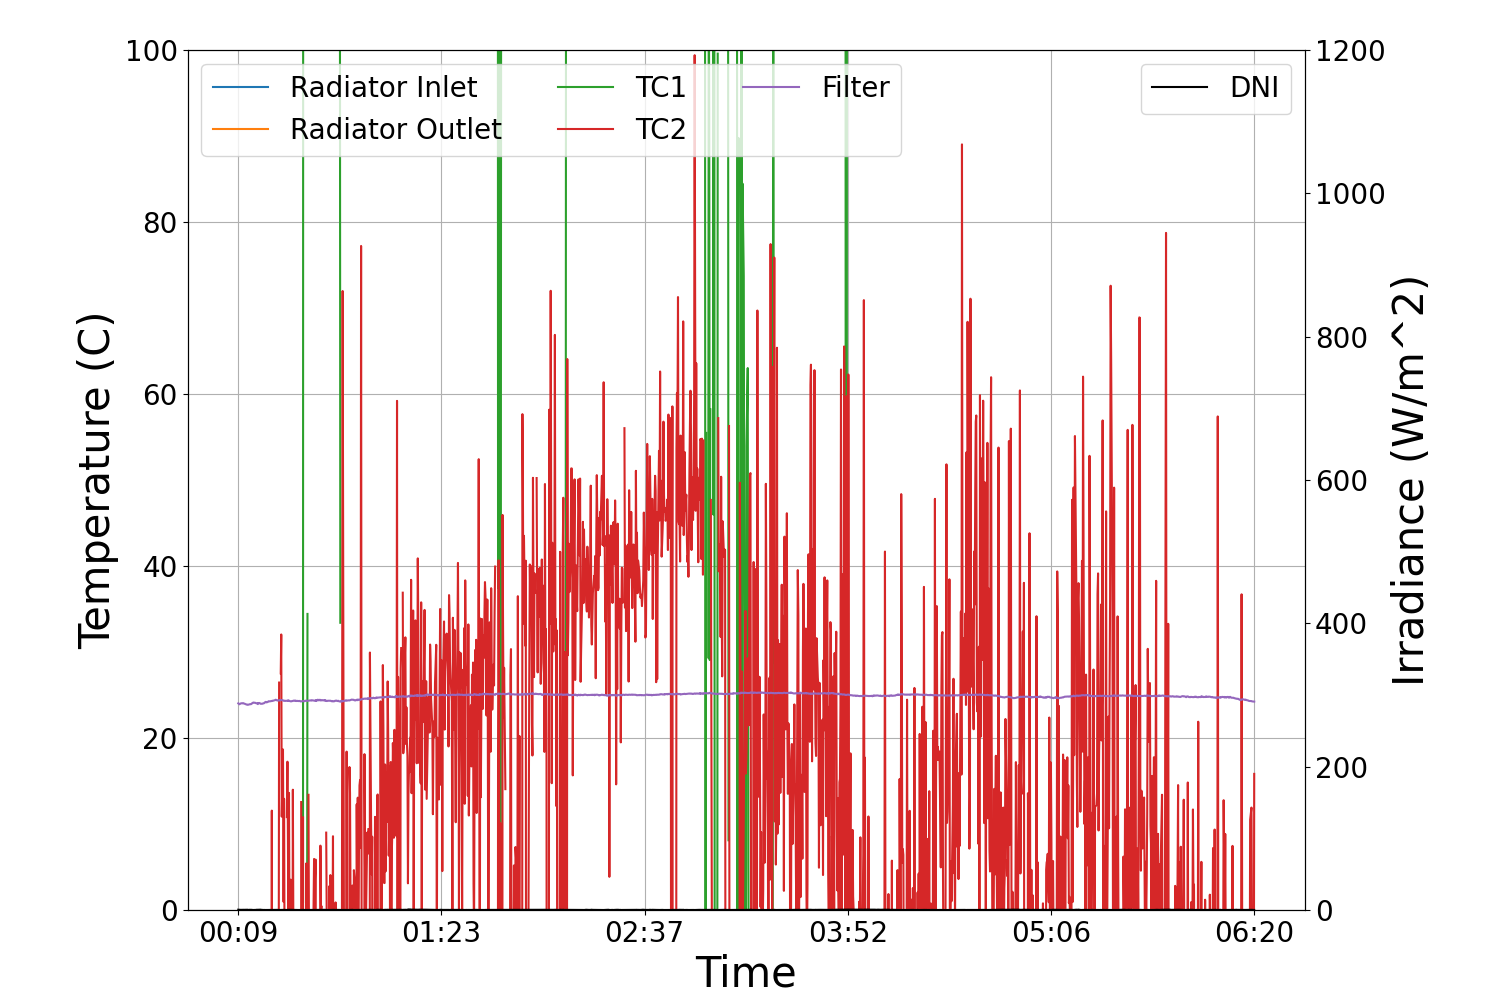 Radiator Inlet
Radiator Outlet
TC1
TC2
Filter
DNI
Temperature (C)
100
80
60
40
20
0
1200
1000
800
600
400
200
0
Irradiance (W/m^2)
00:09 01:23 02:37 03:52 05:06 06:20
Time